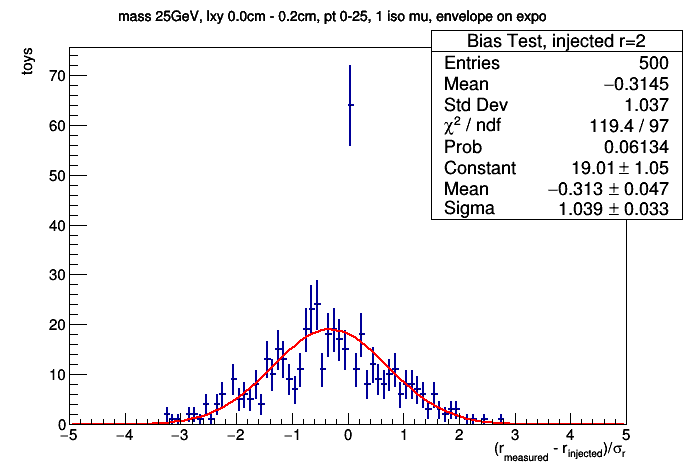 mass 25GeV, lxy 0.0cm - 0.2cm, pt 0-25, 1 iso mu, envelope on expo
Bias Test, injected r=2
Entries 500
Mean −0.3145
Std Dev 1.037
χ² / ndf 119.4 / 97
Prob 0.06134
Constant 19.01 ± 1.05
Mean −0.313 ± 0.047
Sigma 1.039 ± 0.033
toys
70
60
50
40
30
20
10
0
−5 −4 −3 −2 −1 0 1 2 3 4 5
(r_measured - r_injected)/σ_r